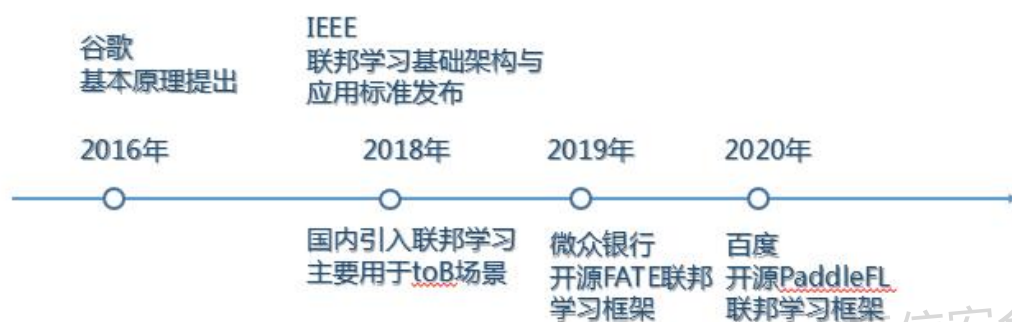 谷歌
基本原理提出
IEEE
联邦学习基础架构与
应用标准发布
2016年
2018年
2019年
2020年
国内引入联邦学习
主要用于toB场景
微众银行
开源FATE联邦
学习框架
百度
开源PaddleFL
联邦学习框架